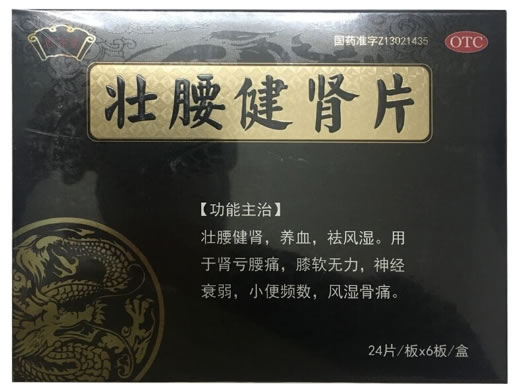 国药准字Z13021435
OTC
壮腰健肾片
【功能主治】
壮腰健肾，养血，祛风湿。用
于肾亏腰痛，膝软无力，神经
衰弱，小便频数，风湿骨痛。
24片/板x6板/盒